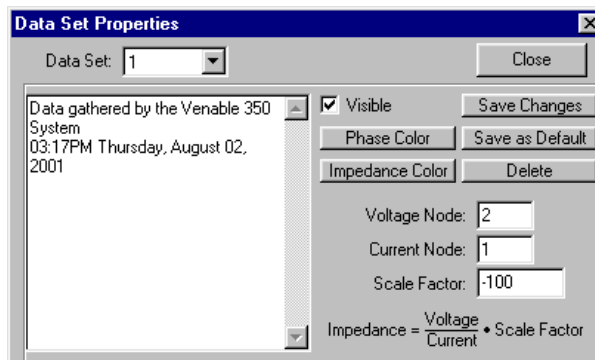 Data Set Properties
Data Set: 1
Close
Data gathered by the Venable 350
System
03:17PM Thursday, August 02,
2001
Visible
Save Changes
Phase Color
Save as Default
Impedance Color
Delete
Voltage Node: 2
Current Node: 1
Scale Factor: -100
Impedance = Voltage/Current • Scale Factor